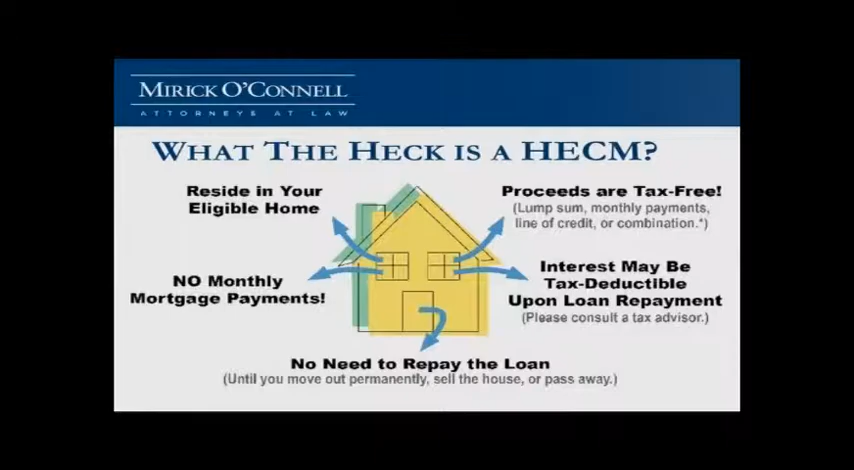 MIRICK O'CONNELL
ATTORNEYS AT LAW
WHAT THE HECK IS A HECM?
Reside in Your
Eligible Home
NO Monthly
Mortgage Payments!
Proceeds are Tax-Free!
(Lump sum, monthly payments,
line of credit, or combination.*)
Interest May Be
Tax-Deductible
Upon Loan Repayment
(Please consult a tax advisor.)
No Need to Repay the Loan
(Until you move out permanently, sell the house, or pass away.)